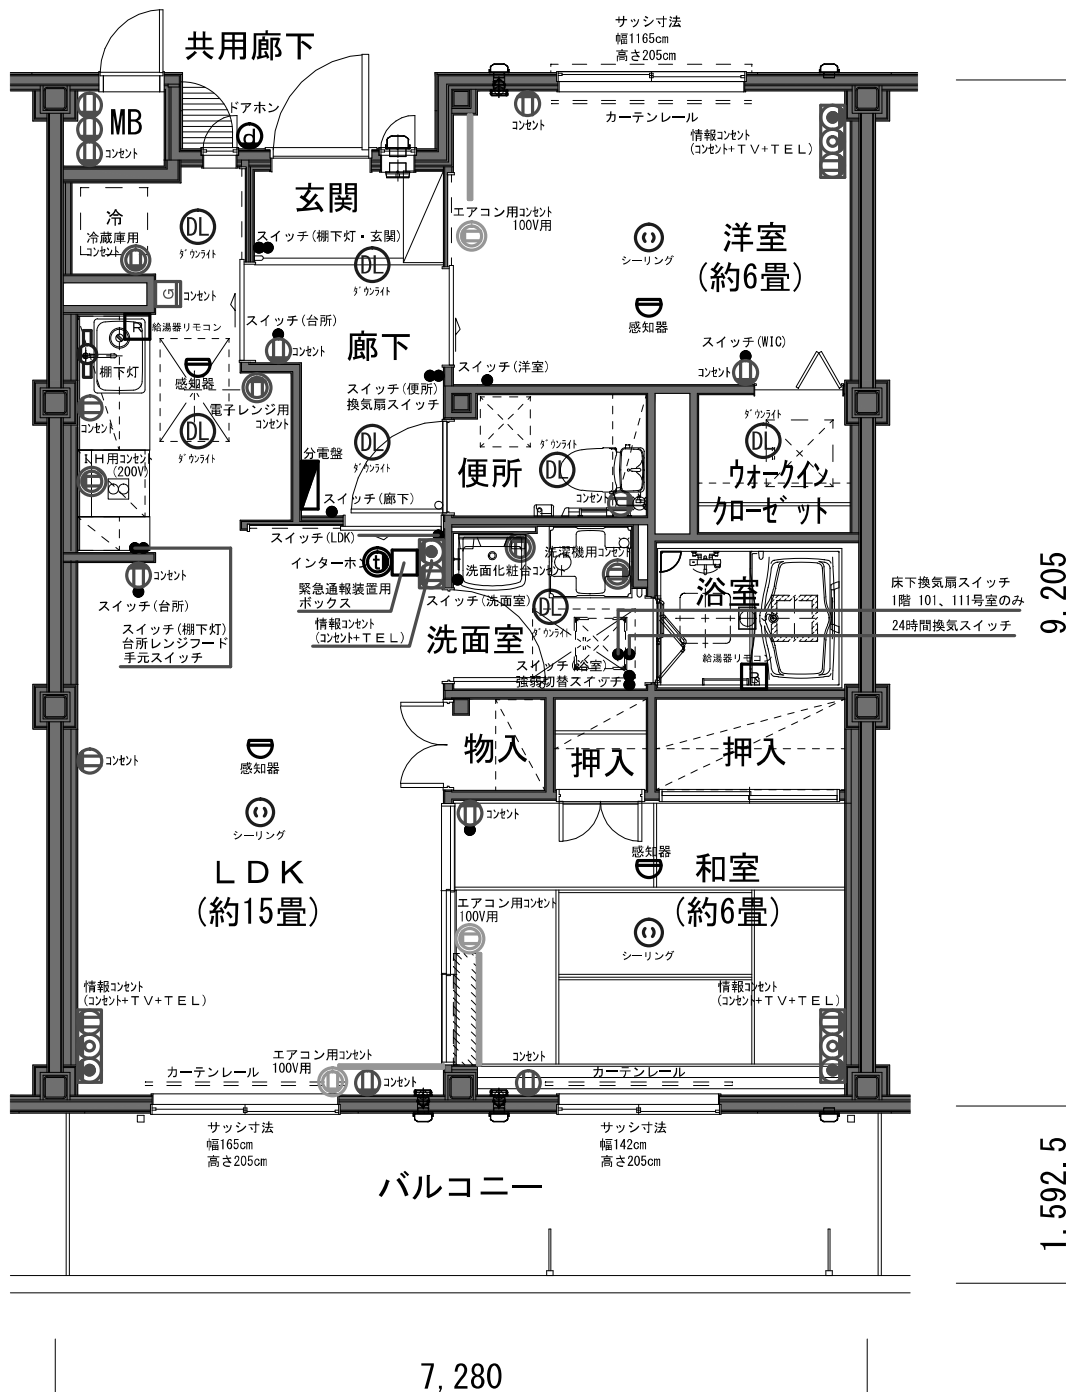 サッシ寸法
幅1165cm
高さ205cm
共用廊下
ドアホン
MB
コンセント
コンセント
カーテンレール
情報コンセント
(コンセント+TV+TEL)
d
冷
冷蔵庫用
コンセント
DL
ダウンライト
玄関
スイッチ(棚下灯・玄関)
DL
ダウンライト
エアコン用コンセント
100V用
シーリング
洋室
(約6畳)
感知器
G
コンセント
R
給湯器リモコン
棚下灯
感知器
スイッチ(台所)
コンセント
廊下
スイッチ(便所)
換気扇スイッチ
スイッチ(洋室)
スイッチ(WIC)
コンセント
コンセント
電子レンジ用
コンセント
DL
ダウンライト
DL
ダウンライト
分電盤
スイッチ(廊下)
便所
DL
ダウンライト
コンセント
DL
ダウンライト
ウォークイン
クローゼット
IH用コンセント
(200V)
スイッチ(LDK)
インターホン
t
緊急通報装置用
ボックス
情報コンセント
(コンセント+TEL)
洗面化粧台コンセント
洗濯機用コンセント
スイッチ(洗面室)
DL
ダウンライト
洗面室
スイッチ(浴室)
強弱切替スイッチ
浴室
給湯器リモコン
R
床下換気扇スイッチ
1階 101、111号室のみ
24時間換気スイッチ
コンセント
スイッチ(台所)
スイッチ(棚下灯)
台所レンジフード
手元スイッチ
9,205
コンセント
感知器
シーリング
LDK
(約15畳)
物入
押入
押入
コンセント
感知器
和室
(約6畳)
エアコン用コンセント
100V用
シーリング
情報コンセント
(コンセント+TV+TEL)
情報コンセント
(コンセント+TV+TEL)
エアコン用コンセント
100V用
カーテンレール
コンセント
コンセント
カーテンレール
サッシ寸法
幅165cm
高さ205cm
サッシ寸法
幅142cm
高さ205cm
バルコニー
1,592.5
7,280